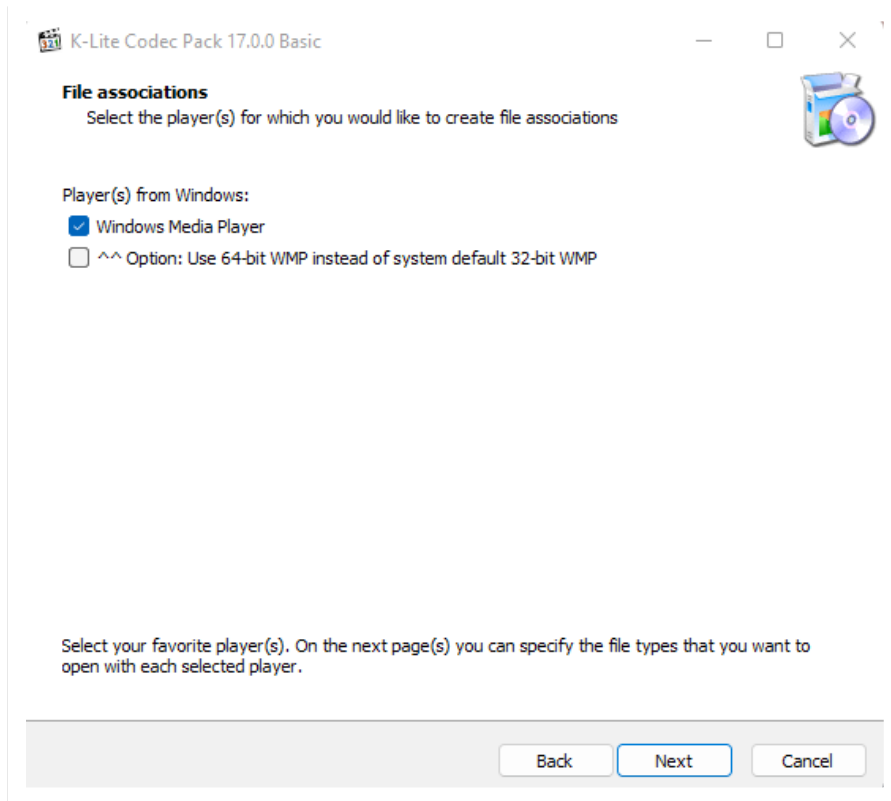 K-Lite Codec Pack 17.0.0 Basic
File associations
Select the player(s) for which you would like to create file associations
Player(s) from Windows:
Windows Media Player
^^ Option: Use 64-bit WMP instead of system default 32-bit WMP
Select your favorite player(s). On the next page(s) you can specify the file types that you want to
open with each selected player.
Back Next Cancel